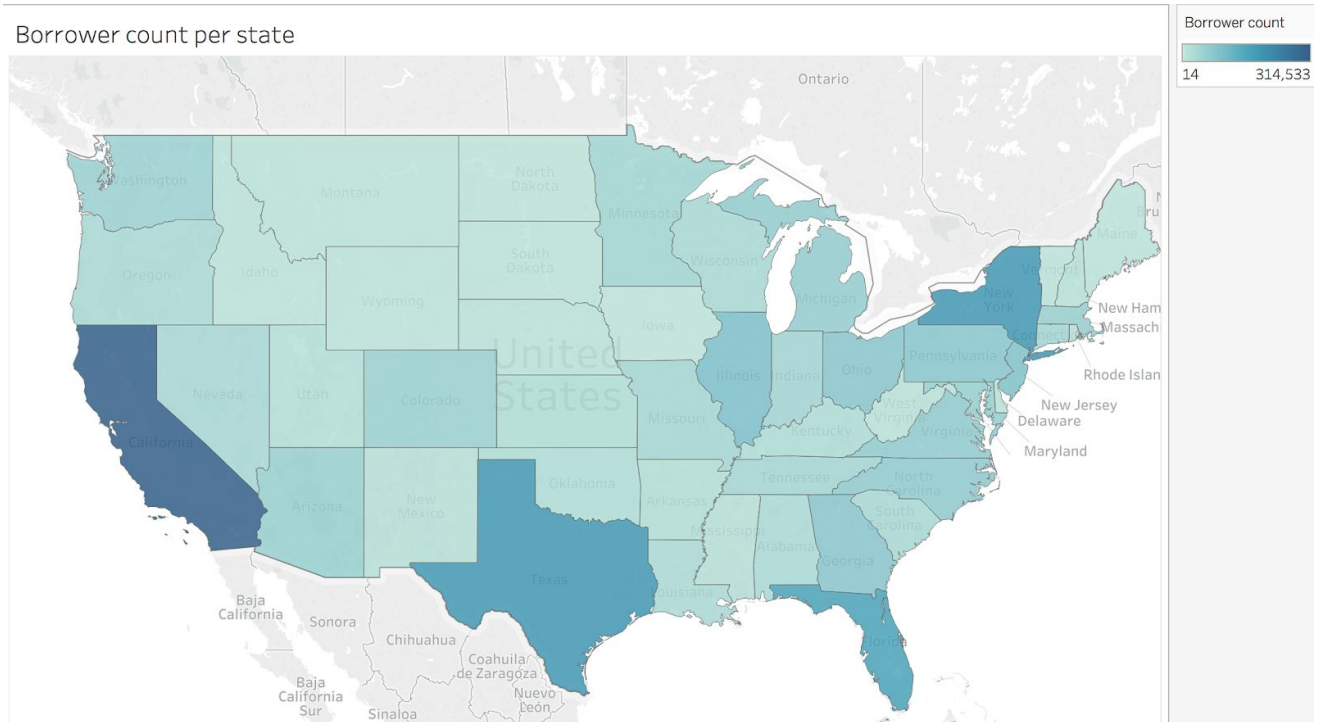 Borrower count per state
Borrower count
14 314,533
Ontario
Washington
Montana
North
Dakota
Minnesota
Bru
Maine
Oregon
Idaho
South
Dakota
Wisconsin
Vermont
Wyoming
Michigan
New
York
New Ham
Massach
Iowa
United
States
Connect
Pennsylvania
Rhode Islan
Nevada
Utah
Colorado
Illinois
Indiana
Ohio
New Jersey
Delaware
West
Virginia
California
Missouri
Kentucky
Virginia
Maryland
Arizona
New
Mexico
Oklahoma
Tennessee
North
Carolina
Arkansas
South
Carolina
Mississippi
Alabama
Georgia
Texas
Louisiana
Florida
Baja
California
Sonora
Chihuahua
Coahuila
de Zaragoza
Baja
California
Sur
Sinaloa
Nuevo
León